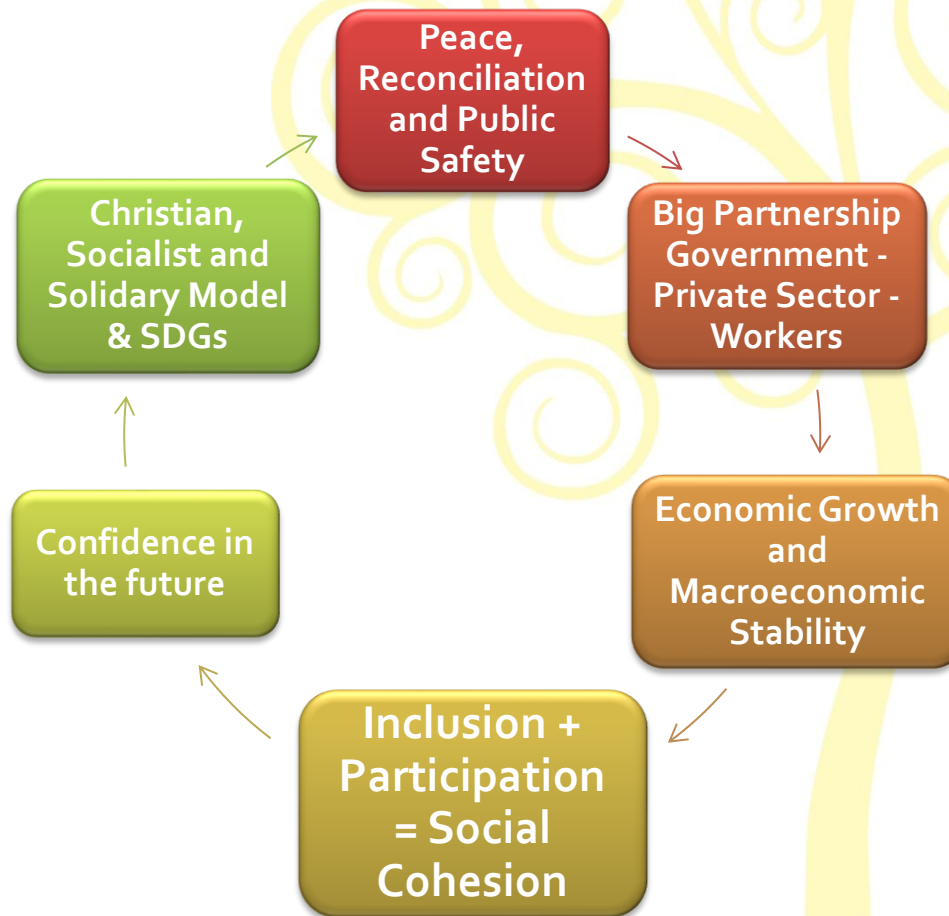 Peace,
Reconciliation
and Public
Safety
Big Partnership
Government -
Private Sector -
Workers
Economic Growth
and
Macroeconomic
Stability
Inclusion +
Participation
= Social
Cohesion
Confidence in
the future
Christian,
Socialist and
Solidary Model
& SDGs